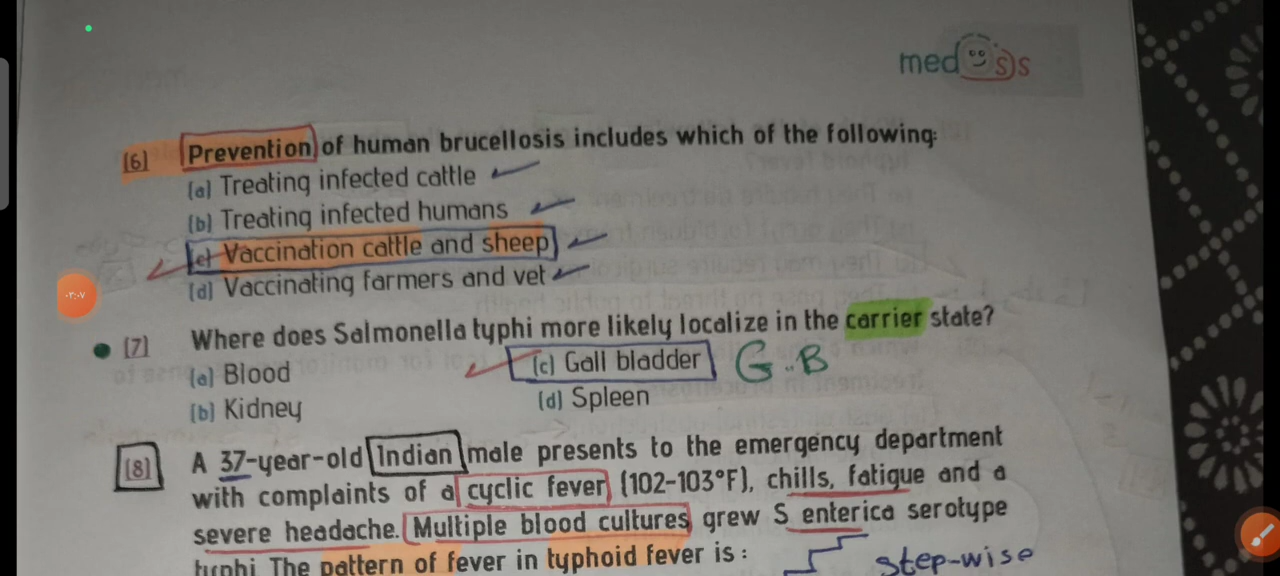 med s s
[6] Prevention of human brucellosis includes which of the following:
(a) Treating infected cattle
(b) Treating infected humans
(c) Vaccination cattle and sheep
(d) Vaccinating farmers and vet
٠٣:٠٧
[7] Where does Salmonella typhi more likely localize in the carrier state?
(a) Blood
(c) Gall bladder G..B
(b) Kidney
(d) Spleen
[8] A 37-year-old Indian male presents to the emergency department
with complaints of a cyclic fever (102-103°F), chills, fatigue and a
severe headache. Multiple blood cultures grew S enterica serotype
typhi The pattern of fever in typhoid fever is :
step-wise